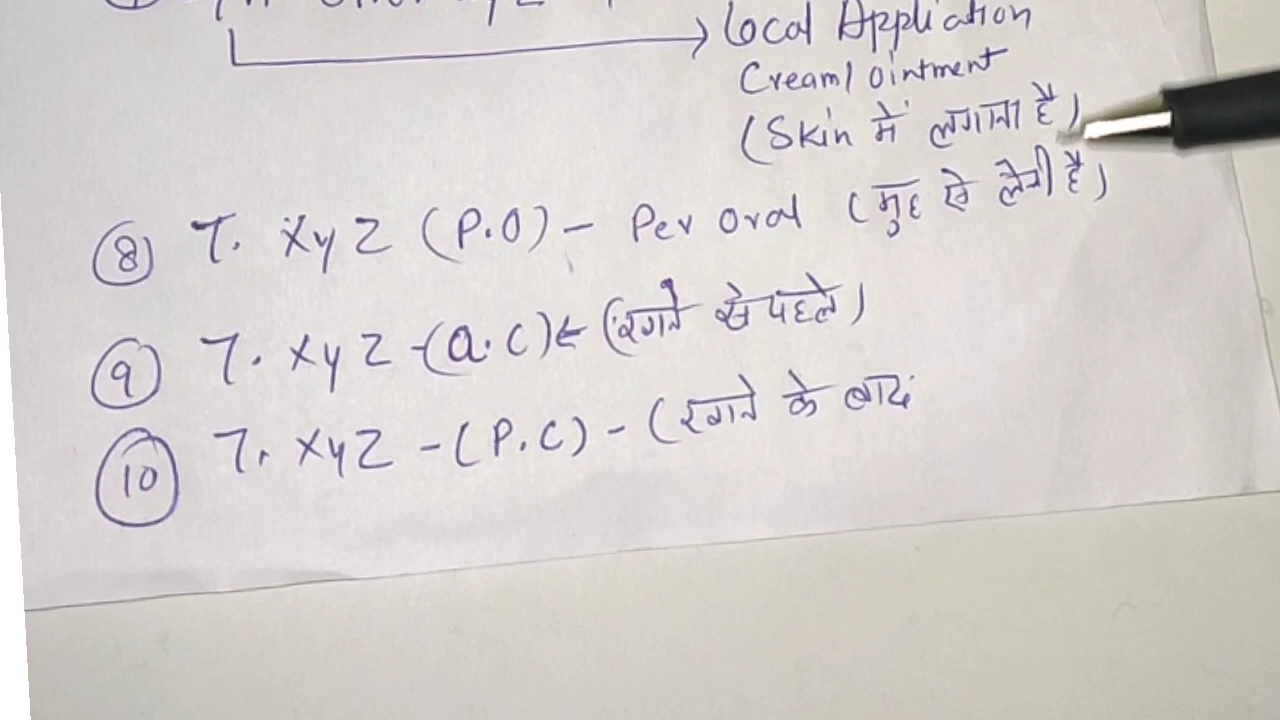 Local Application
Cream/ Ointment
(Skin में लगाना है)
⑧ T. XyZ (P.O) - Per Oral (मुह से लेनी है)
⑨ T. XyZ -(a.c)← (खाने से पहले)
⑩ T. XyZ -(P.C) - (खाने के बाद